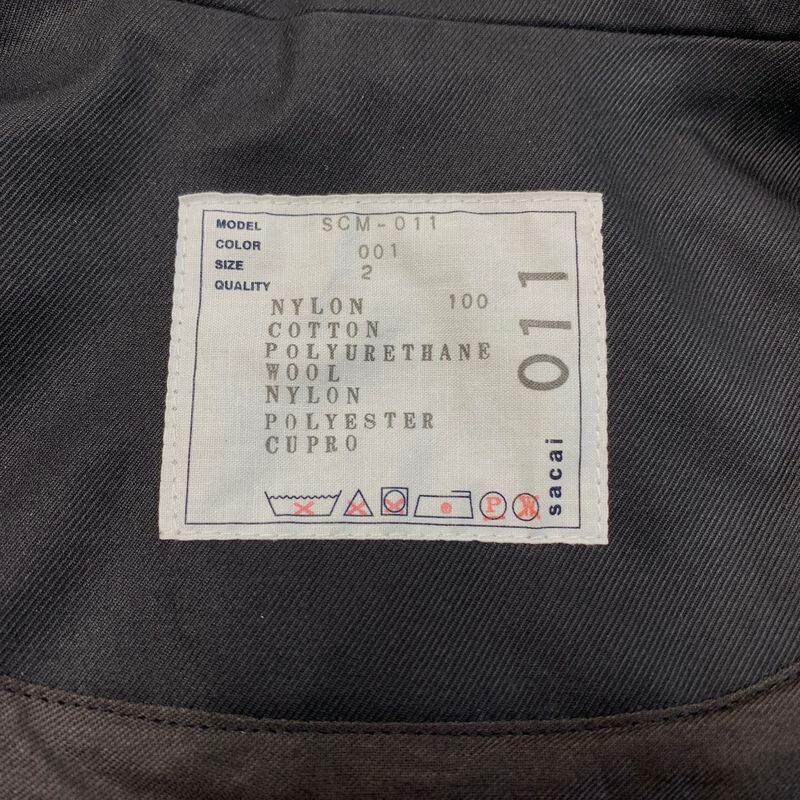 MODEL SCM-011
COLOR 001
SIZE 2
QUALITY
NYLON 100
COTTON
POLYURETHANE
WOOL
NYLON
POLYESTER
CUPRO
P
W
011
sacai